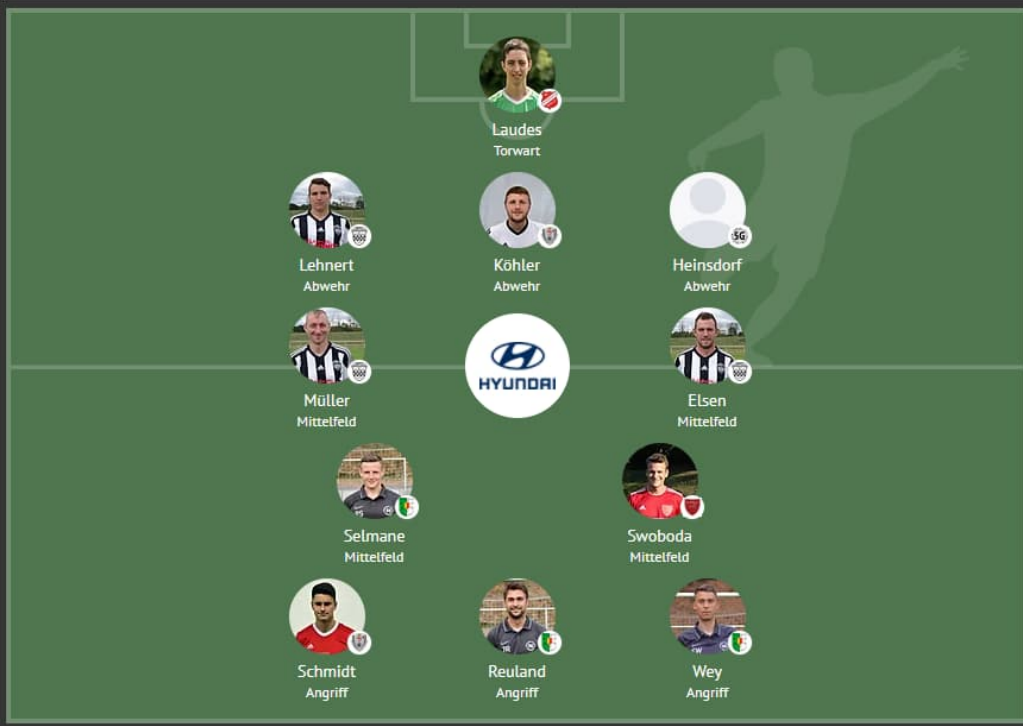 Laudes
Torwart
Lehnert
Abwehr
Köhler
Abwehr
SG
Heinsdorf
Abwehr
Müller
Mittelfeld
HYUNDAI
Elsen
Mittelfeld
Selmane
Mittelfeld
Swoboda
Mittelfeld
Schmidt
Angriff
Reuland
Angriff
Wey
Angriff